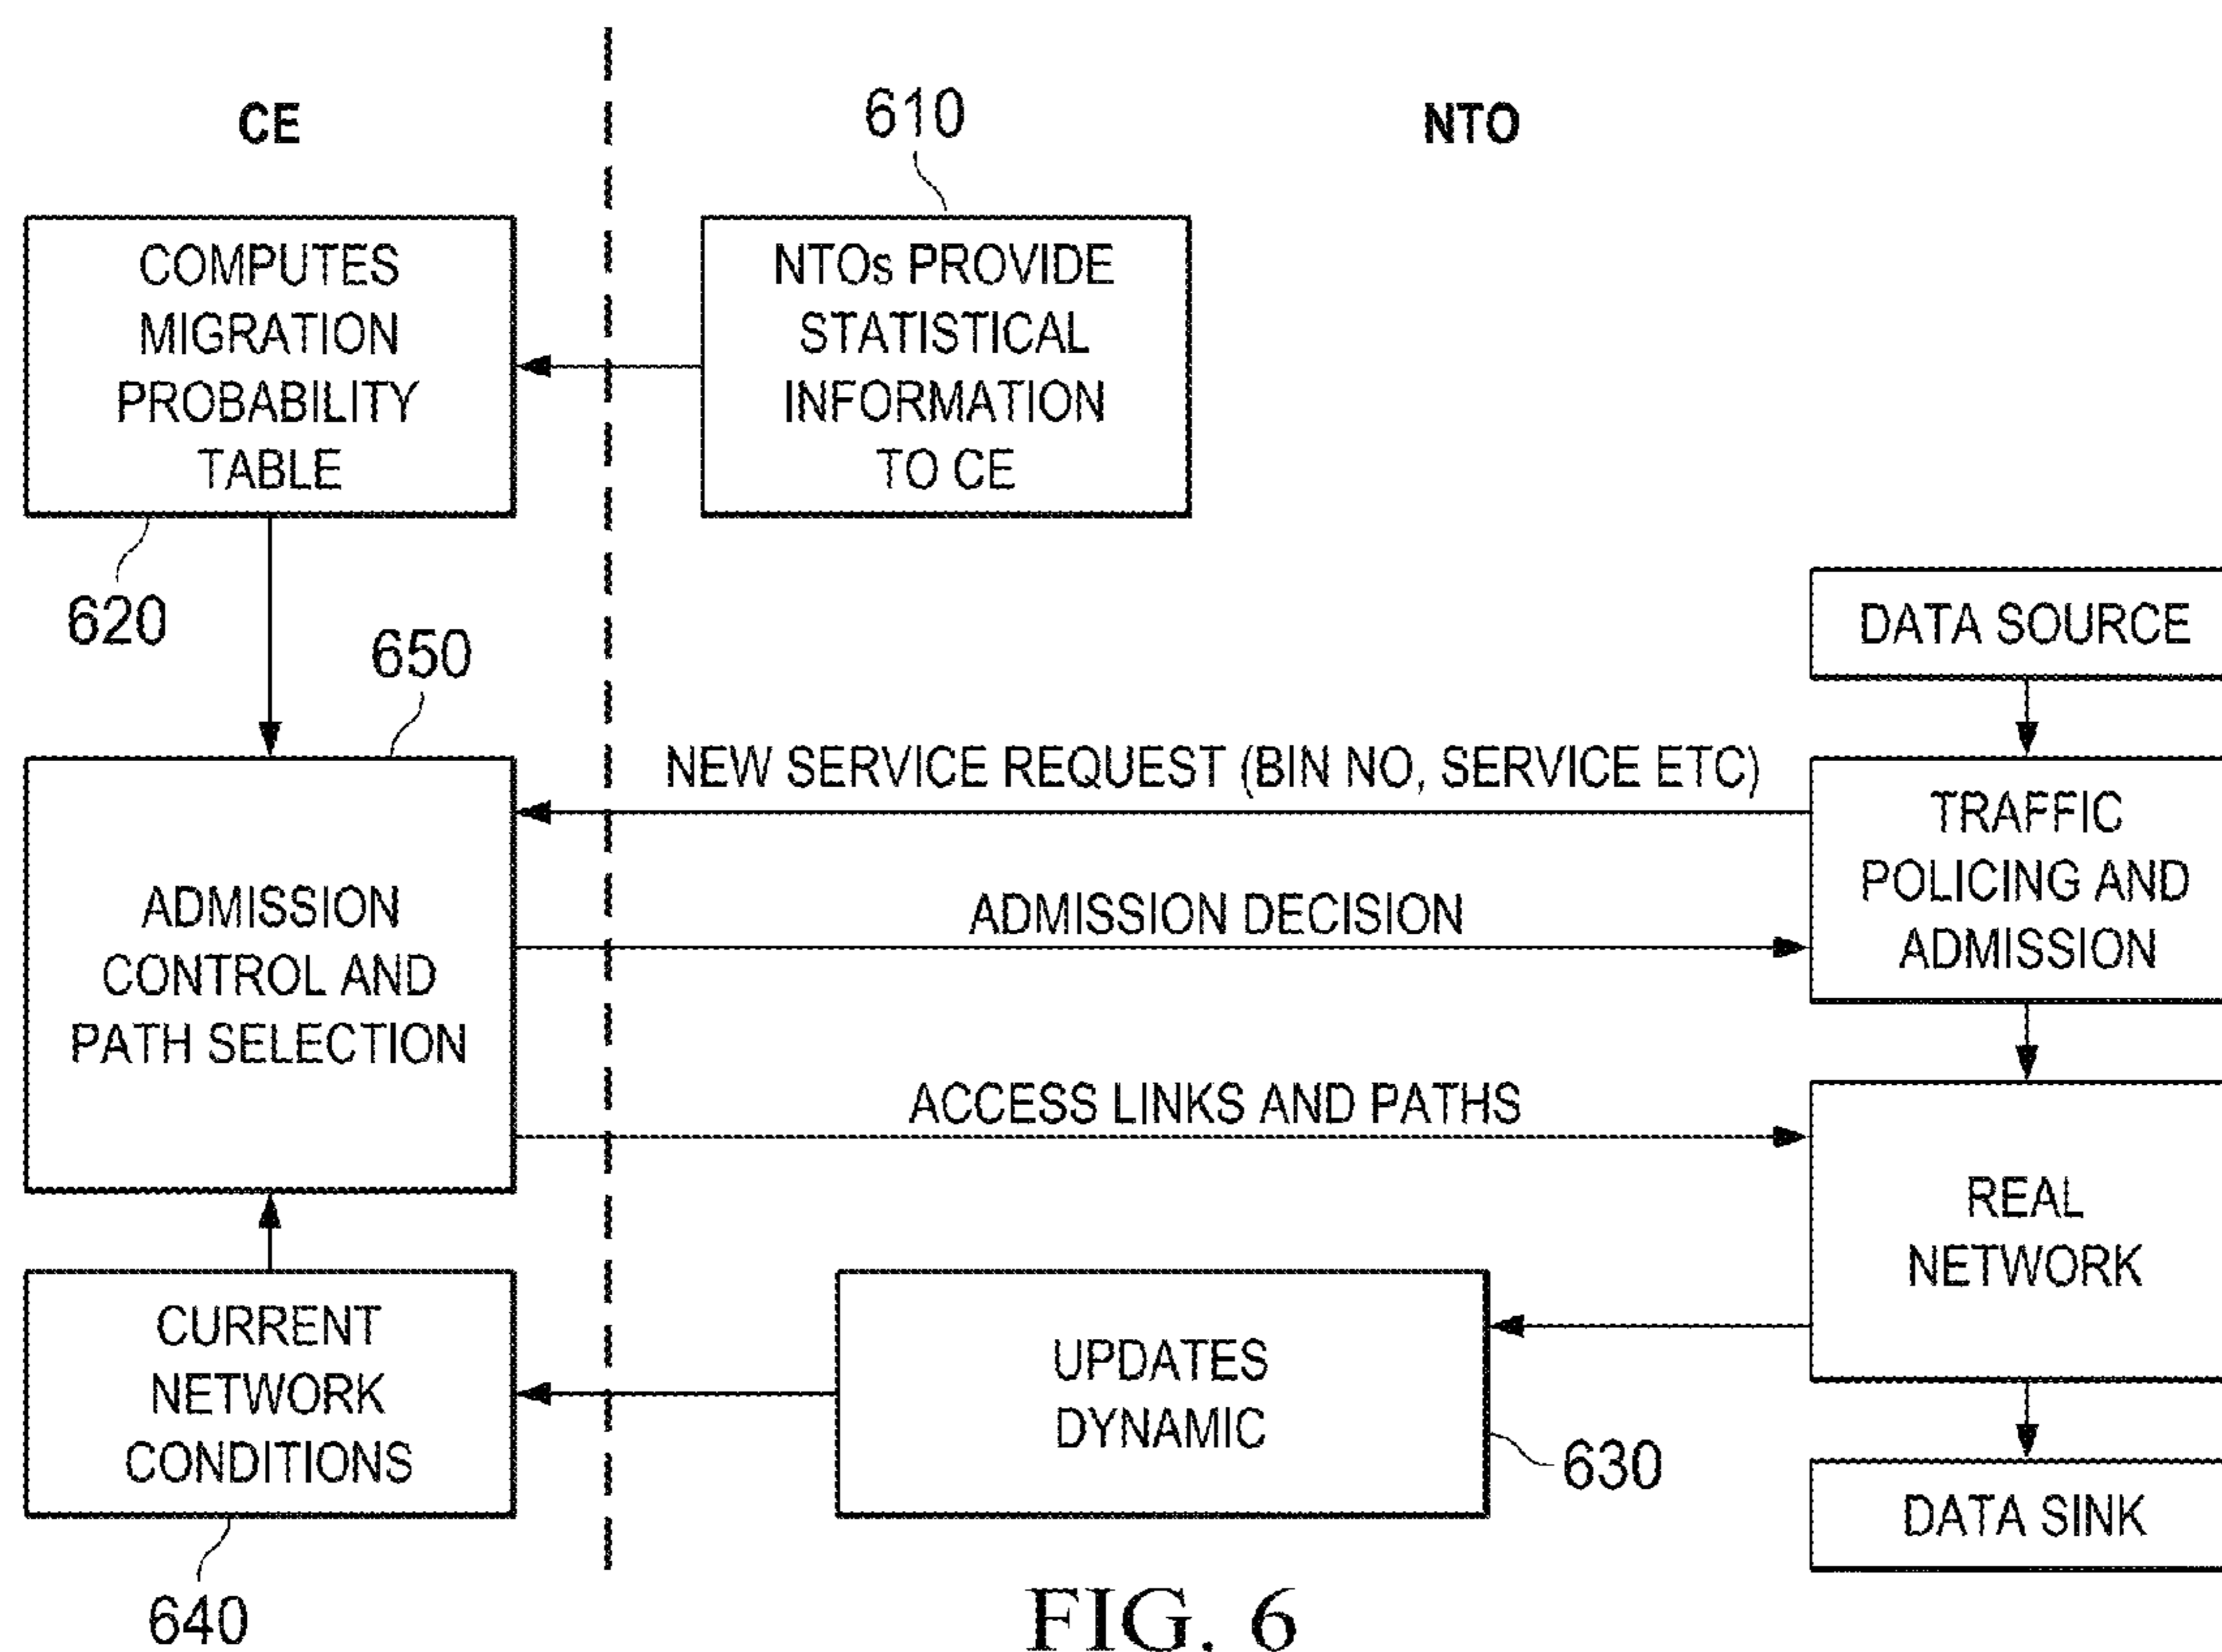 CE
610
NTO
COMPUTES
MIGRATION
PROBABILITY
TABLE
NTOs PROVIDE
STATISTICAL
INFORMATION
TO CE
620
650
DATA SOURCE
NEW SERVICE REQUEST (BIN NO, SERVICE ETC)
TRAFFIC
POLICING AND
ADMISSION
ADMISSION
CONTROL AND
PATH SELECTION
ADMISSION DECISION
ACCESS LINKS AND PATHS
REAL
NETWORK
CURRENT
NETWORK
CONDITIONS
UPDATES
DYNAMIC
630
DATA SINK
640
FIG. 6